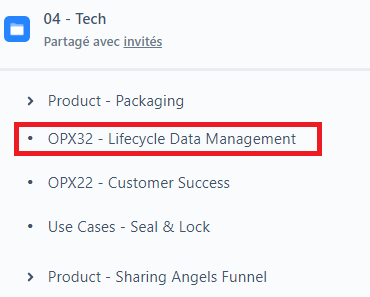 04 - Tech
Partagé avec invités
Product - Packaging
OPX32 - Lifecycle Data Management
OPX22 - Customer Success
Use Cases - Seal & Lock
Product - Sharing Angels Funnel